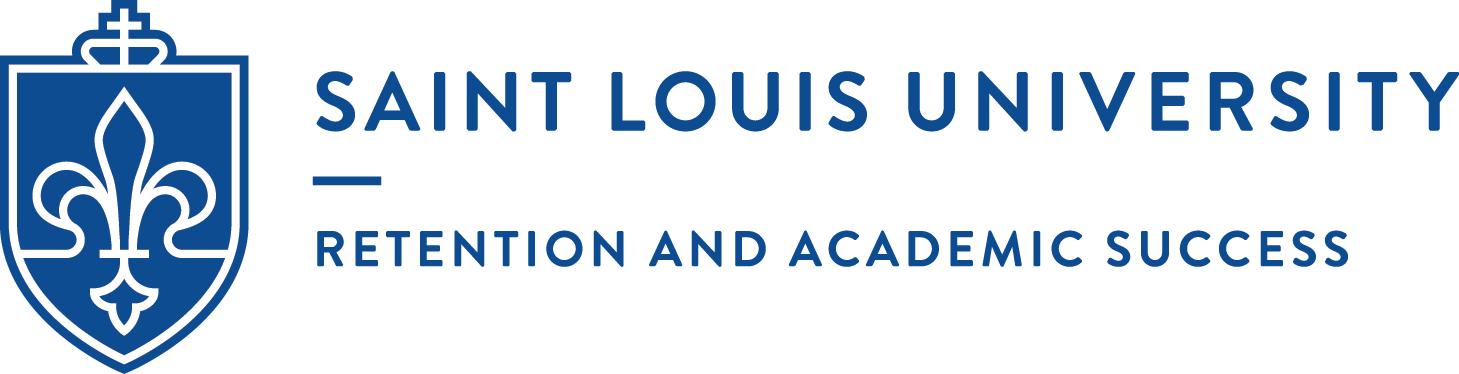 SAINT LOUIS UNIVERSITY
RETENTION AND ACADEMIC SUCCESS